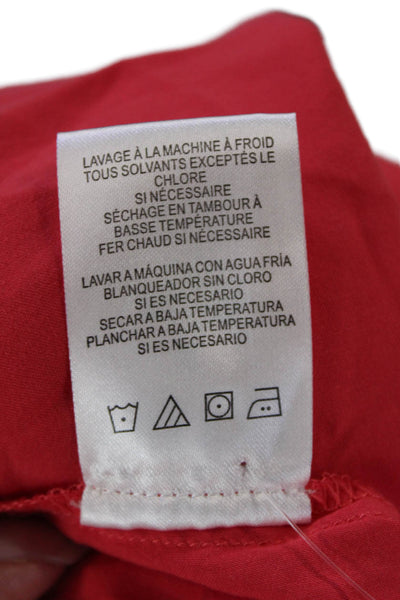 LAVAGE À LA MACHINE À FROID
TOUS SOLVANTS EXCEPTÉS LE
CHLORE
SI NÉCESSAIRE
SÉCHAGE EN TAMBOUR À
BASSE TEMPÉRATURE
FER CHAUD SI NÉCESSAIRE
LAVAR A MÁQUINA CON AGUA FRÍA
BLANQUEADOR SIN CLORO
SI ES NECESARIO
SECAR A BAJA TEMPERATURA
PLANCHAR A BAJA TEMPERATURA
SI ES NECESARIO